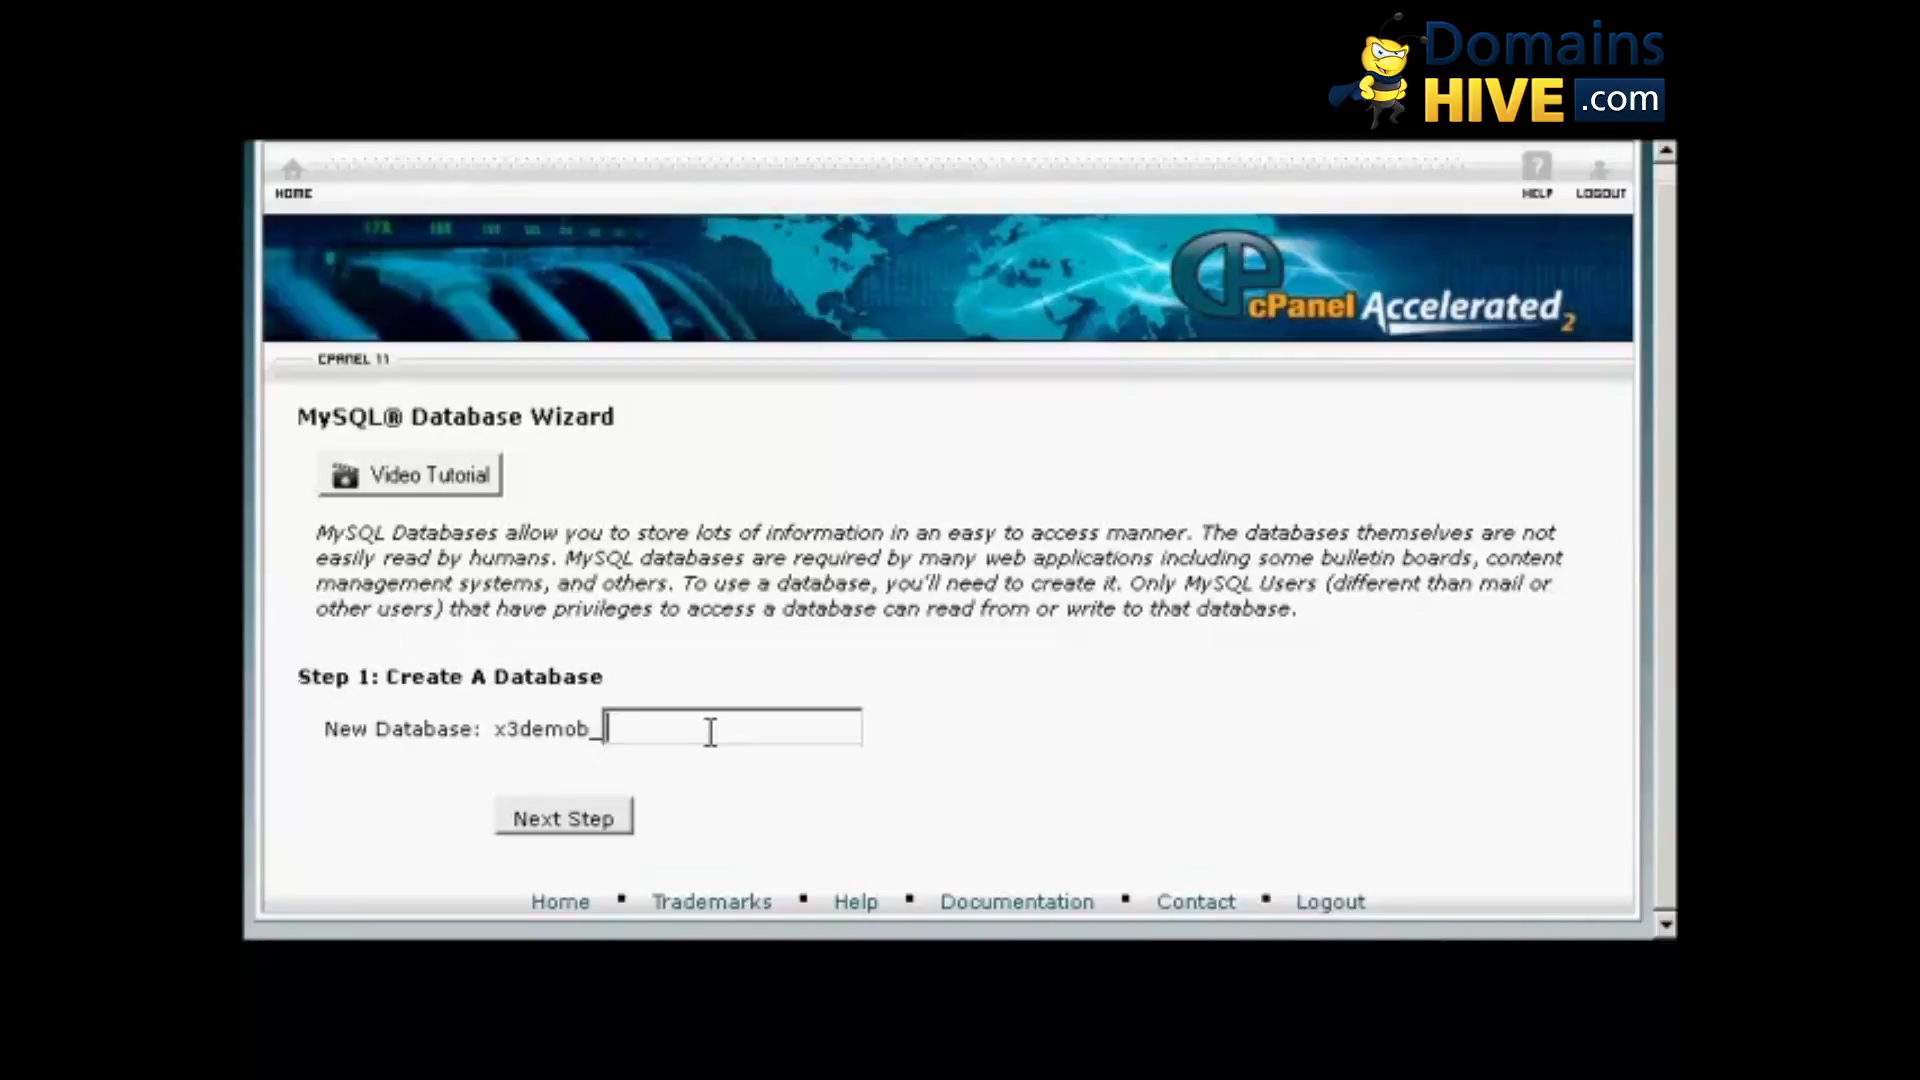 Domains
HIVE .com
HOME
HELP LOGOUT
cPanel Accelerated2
CPANEL 11
MySQL® Database Wizard
Video Tutorial
MySQL Databases allow you to store lots of information in an easy to access manner. The databases themselves are not
easily read by humans. MySQL databases are required by many web applications including some bulletin boards, content
management systems, and others. To use a database, you'll need to create it. Only MySQL Users (different than mail or
other users) that have privileges to access a database can read from or write to that database.
Step 1: Create A Database
New Database: x3demob_
Next Step
Home ▪ Trademarks ▪ Help ▪ Documentation ▪ Contact ▪ Logout